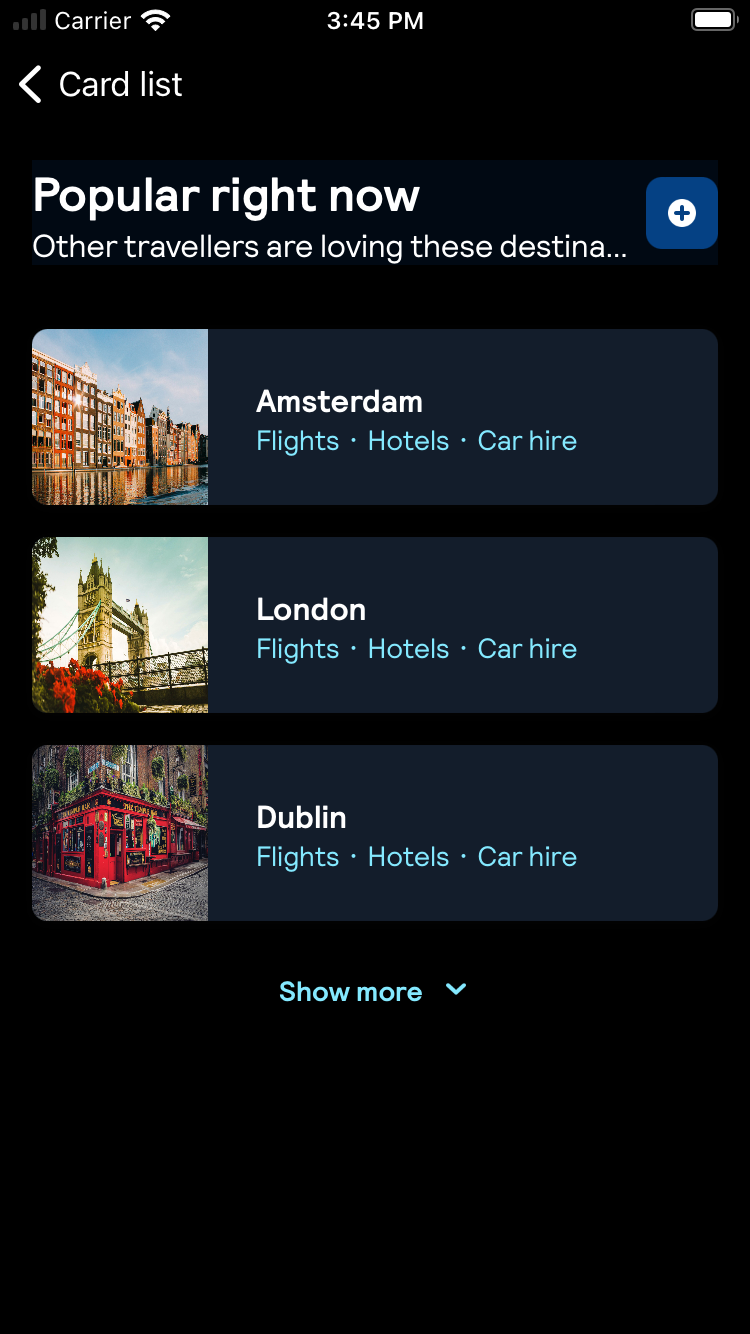 Carrier 3:45 PM
Card list
Popular right now
Other travellers are loving these destina...
Amsterdam
Flights · Hotels · Car hire
London
Flights · Hotels · Car hire
Dublin
Flights · Hotels · Car hire
Show more